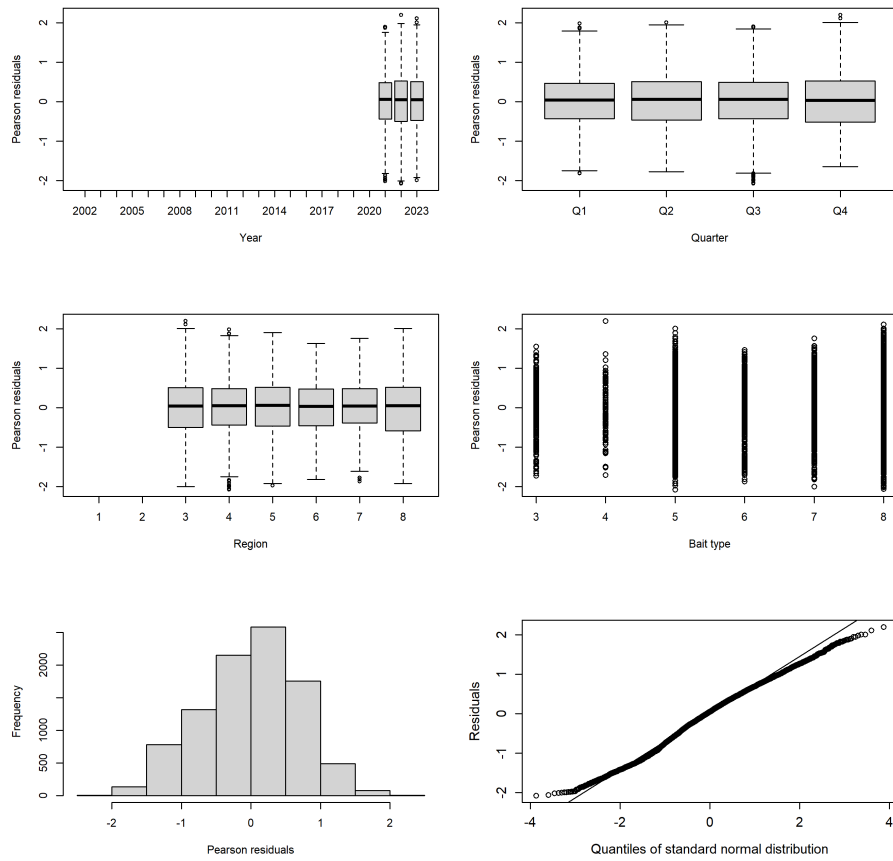 Pearson residuals
2
1
0
-1
-2
2002 2005 2008 2011 2014 2017 2020 2023
Year
Pearson residuals
2
1
0
-1
-2
Q1 Q2 Q3 Q4
Quarter
Pearson residuals
2
1
0
-1
-2
1 2 3 4 5 6 7 8
Region
Pearson residuals
2
1
0
-1
-2
3 4 5 6 7 8
Bait type
Frequency
2000
1000
500
0
-2 -1 0 1 2
Pearson residuals
Residuals
2
1
0
-1
-2
-4 -2 0 2 4
Quantiles of standard normal distribution